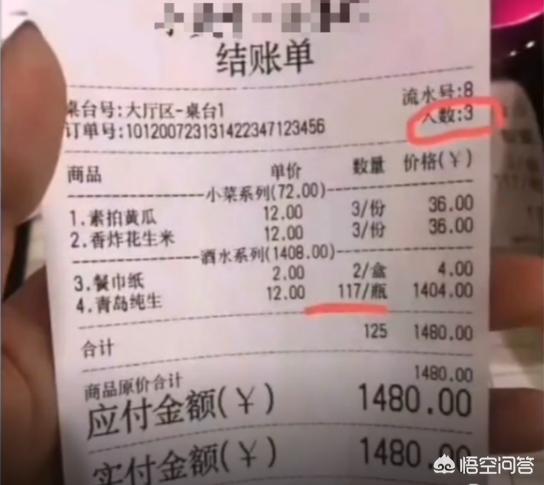 结账单
流水号:8
桌台号:大厅区-桌台1 人数:3
订单号:101200723131422347123456
商品 单价 数量 价格(￥)
小菜系列(72.00)
1.素拍黄瓜 12.00 3/份 36.00
2.香炸花生米 12.00 3/份 36.00
酒水系列(1408.00)
3.餐巾纸 2.00 2/盒 4.00
4.青岛纯生 12.00 117/瓶 1404.00
合计 125 1480.00
商品原价合计 1480.00
应付金额(￥) 1480.00
实付金额(￥) 1480.00
悟空问答